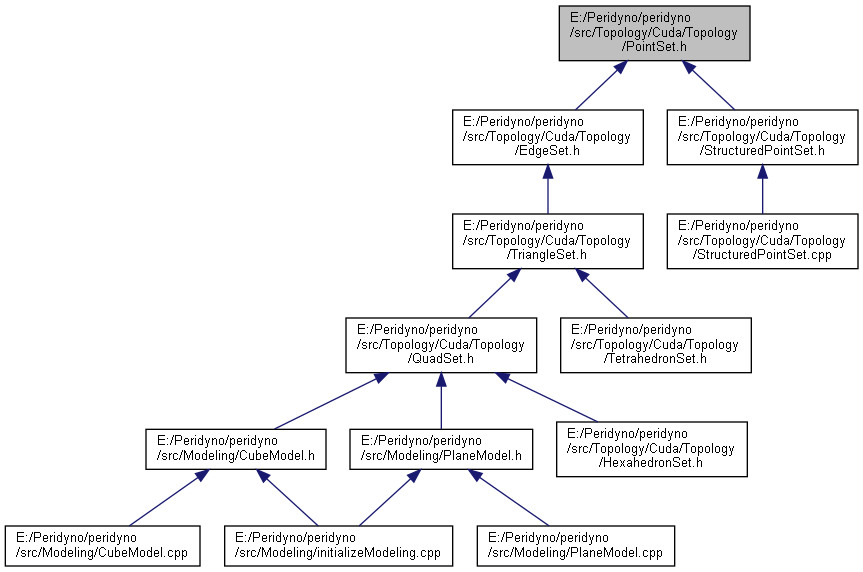 E:/Peridyno/peridyno
/src/Topology/Cuda/Topology
/PointSet.h
E:/Peridyno/peridyno
/src/Topology/Cuda/Topology
/EdgeSet.h
E:/Peridyno/peridyno
/src/Topology/Cuda/Topology
/StructuredPointSet.h
E:/Peridyno/peridyno
/src/Topology/Cuda/Topology
/TriangleSet.h
E:/Peridyno/peridyno
/src/Topology/Cuda/Topology
/StructuredPointSet.cpp
E:/Peridyno/peridyno
/src/Topology/Cuda/Topology
/QuadSet.h
E:/Peridyno/peridyno
/src/Topology/Cuda/Topology
/TetrahedronSet.h
E:/Peridyno/peridyno
/src/Modeling/CubeModel.h
E:/Peridyno/peridyno
/src/Modeling/PlaneModel.h
E:/Peridyno/peridyno
/src/Topology/Cuda/Topology
/HexahedronSet.h
E:/Peridyno/peridyno
/src/Modeling/CubeModel.cpp
E:/Peridyno/peridyno
/src/Modeling/initializeModeling.cpp
E:/Peridyno/peridyno
/src/Modeling/PlaneModel.cpp